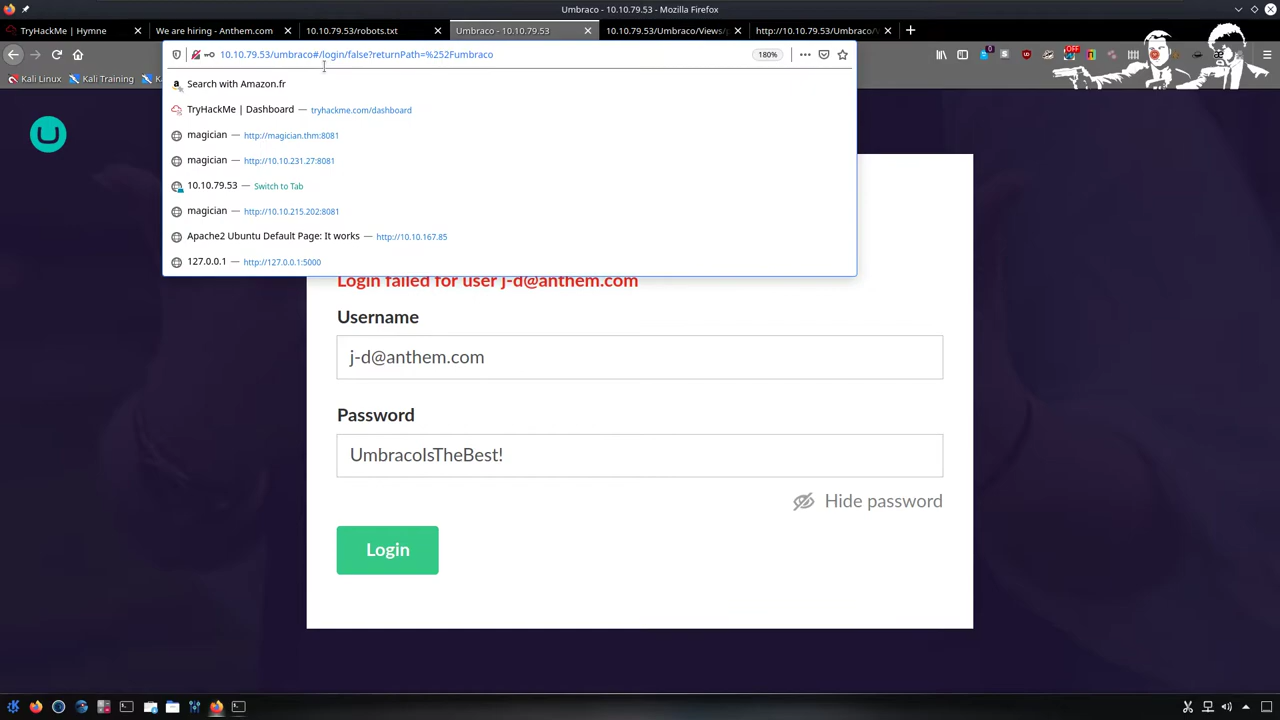 Umbraco - 10.10.79.53 - Mozilla Firefox
TryHackMe | Hymne
We are hiring - Anthem.com
10.10.79.53/robots.txt
Umbraco - 10.10.79.53
10.10.79.53/Umbraco/Views/
http://10.10.79.53/Umbraco/
10.10.79.53/umbraco#/login/false?returnPath=%252Fumbraco
180%
OFF
Kali Linux
Kali Training
Search with Amazon.fr
TryHackMe | Dashboard — tryhackme.com/dashboard
magician — http://magician.thm:8081
magician — http://10.10.231.27:8081
10.10.79.53 — Switch to Tab
magician — http://10.10.215.202:8081
Apache2 Ubuntu Default Page: It works — http://10.10.167.85
127.0.0.1 — http://127.0.0.1:5000
Login failed for user j-d@anthem.com
Username
j-d@anthem.com
Password
UmbracoIsTheBest!
Hide password
Login